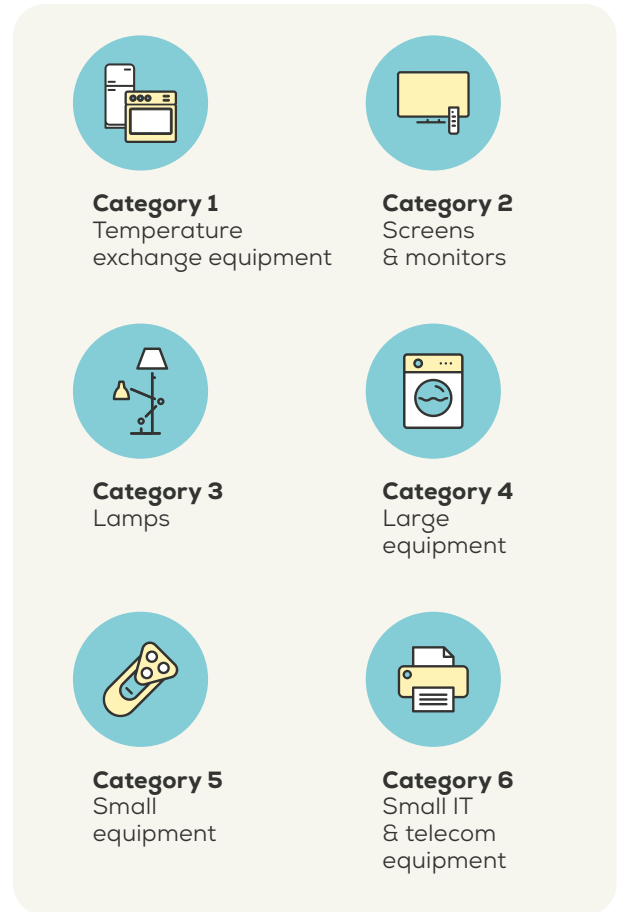 Category 1
Temperature
exchange equipment
Category 2
Screens
& monitors
Category 3
Lamps
Category 4
Large
equipment
Category 5
Small
equipment
Category 6
Small IT
& telecom
equipment